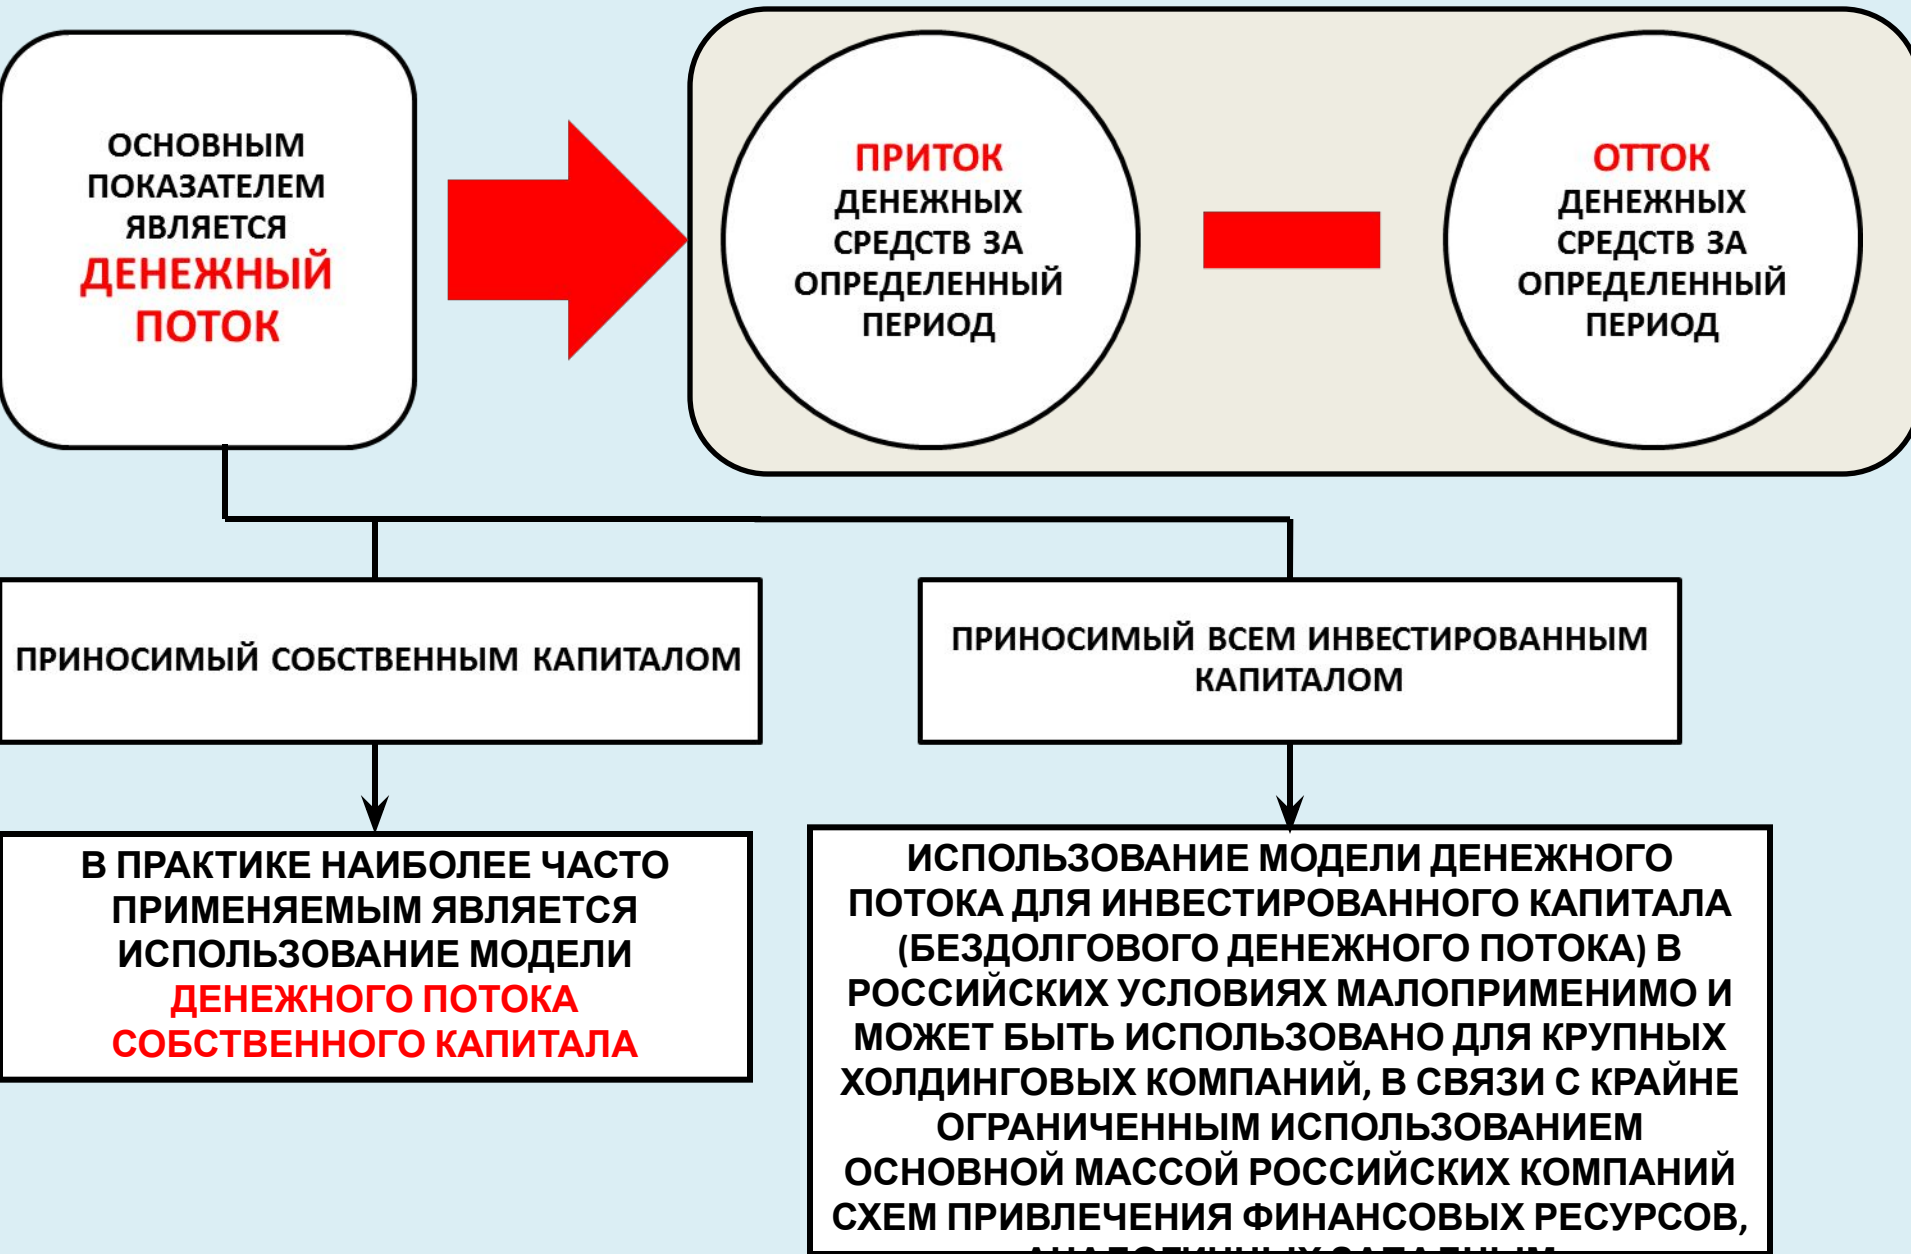 ОСНОВНЫМ
ПОКАЗАТЕЛЕМ
ЯВЛЯЕТСЯ
ДЕНЕЖНЫЙ
ПОТОК
ПРИТОК
ДЕНЕЖНЫХ
СРЕДСТВ ЗА
ОПРЕДЕЛЕННЫЙ
ПЕРИОД
ОТТОК
ДЕНЕЖНЫХ
СРЕДСТВ ЗА
ОПРЕДЕЛЕННЫЙ
ПЕРИОД
ПРИНОСИМЫЙ СОБСТВЕННЫМ КАПИТАЛОМ
ПРИНОСИМЫЙ ВСЕМ ИНВЕСТИРОВАННЫМ
КАПИТАЛОМ
В ПРАКТИКЕ НАИБОЛЕЕ ЧАСТО
ПРИМЕНЯЕМЫМ ЯВЛЯЕТСЯ
ИСПОЛЬЗОВАНИЕ МОДЕЛИ
ДЕНЕЖНОГО ПОТОКА
СОБСТВЕННОГО КАПИТАЛА
ИСПОЛЬЗОВАНИЕ МОДЕЛИ ДЕНЕЖНОГО
ПОТОКА ДЛЯ ИНВЕСТИРОВАННОГО КАПИТАЛА
(БЕЗДОЛГОВОГО ДЕНЕЖНОГО ПОТОКА) В
РОССИЙСКИХ УСЛОВИЯХ МАЛОПРИМЕНИМО И
МОЖЕТ БЫТЬ ИСПОЛЬЗОВАНО ДЛЯ КРУПНЫХ
ХОЛДИНГОВЫХ КОМПАНИЙ, В СВЯЗИ С КРАЙНЕ
ОГРАНИЧЕННЫМ ИСПОЛЬЗОВАНИЕМ
ОСНОВНОЙ МАССОЙ РОССИЙСКИХ КОМПАНИЙ
СХЕМ ПРИВЛЕЧЕНИЯ ФИНАНСОВЫХ РЕСУРСОВ,